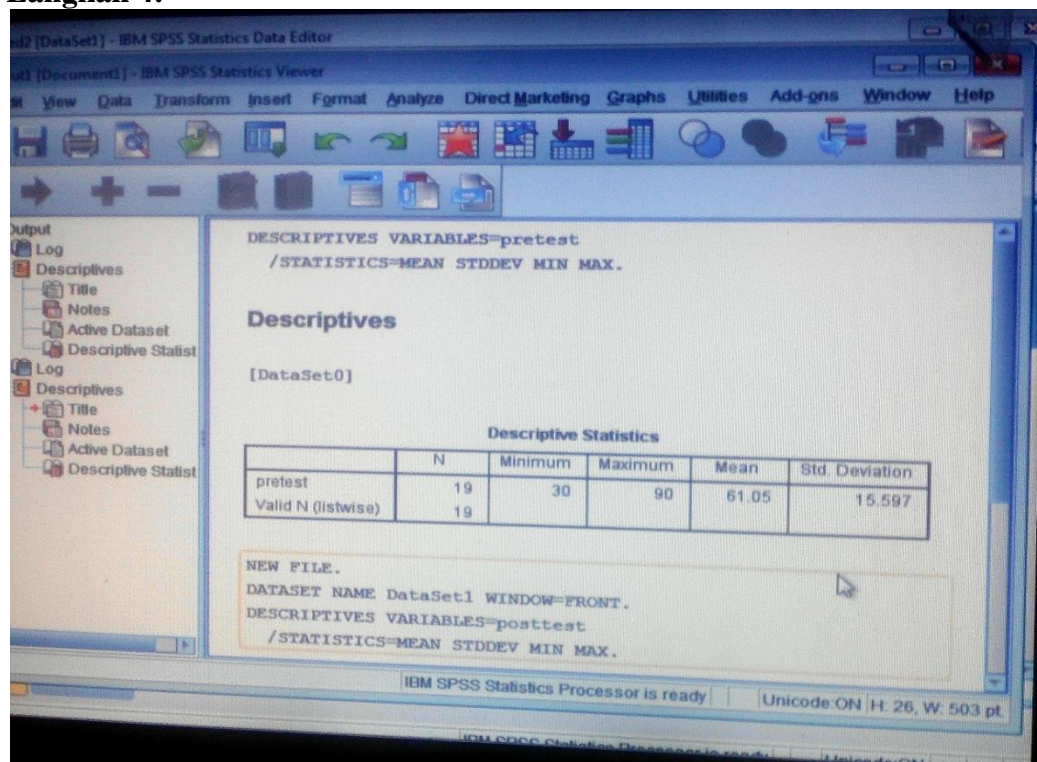 [DataSet1] - IBM SPSS Statistics Data Editor
[Document1] - IBM SPSS Statistics Viewer
View Data Transform Insert Format Analyze Direct Marketing Graphs Utilities Add-ons Window Help
Output
Log
Descriptives
Title
Notes
Active Dataset
Descriptive Statist
Log
Descriptives
Title
Notes
Active Dataset
Descriptive Statist
DESCRIPTIVES VARIABLES=pretest
/STATISTICS=MEAN STDDEV MIN MAX.
Descriptives
[DataSet0]
Descriptive Statistics
N Minimum Maximum Mean Std. Deviation
pretest 19 30 90 61.05 15.597
Valid N (listwise) 19
NEW FILE.
DATASET NAME DataSet1 WINDOW=FRONT.
DESCRIPTIVES VARIABLES=posttest
/STATISTICS=MEAN STDDEV MIN MAX.
IBM SPSS Statistics Processor is ready Unicode:ON H: 26, W: 503 pt.